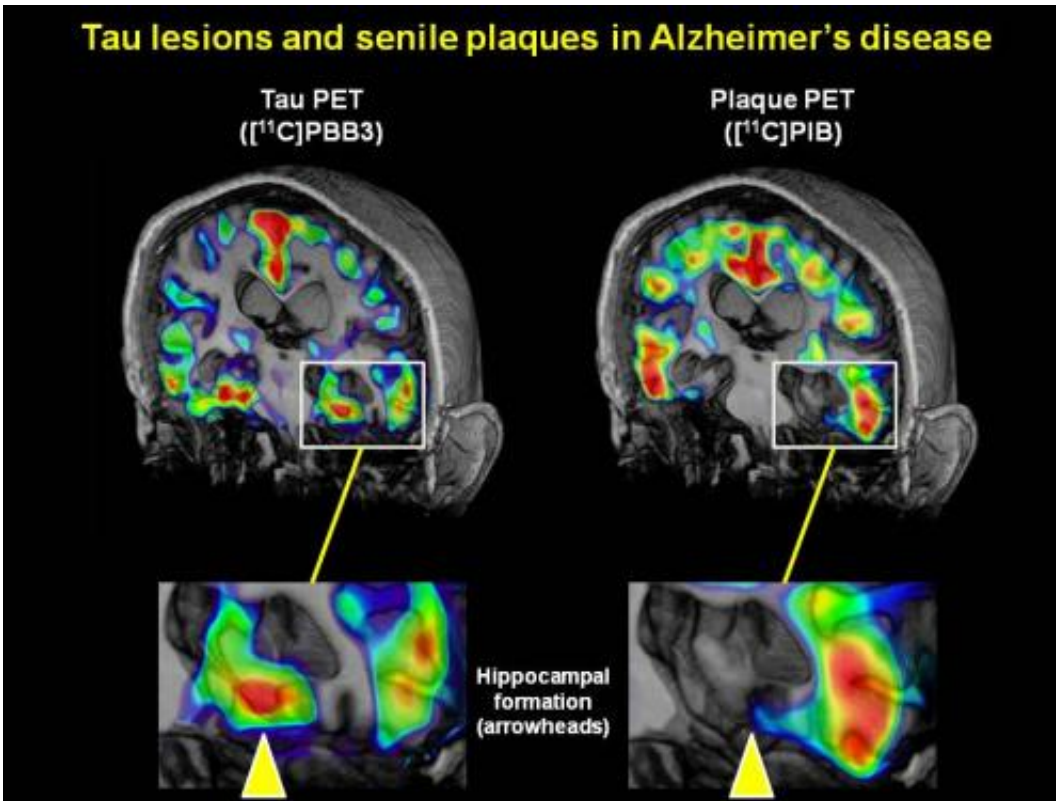 Tau lesions and senile plaques in Alzheimer’s disease
Tau PET
([¹¹C]PBB3)
Plaque PET
([¹¹C]PIB)
Hippocampal
formation
(arrowheads)